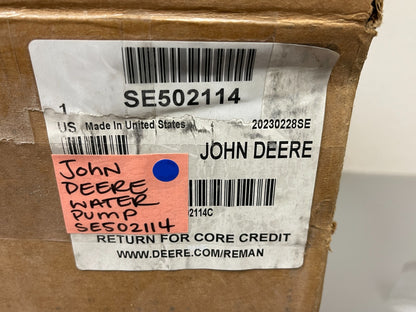 1 SE502114
US Made In United States 20230228SE
JOHN DEERE
John
DEERE
WATER
PUMP
SE502114
2114C
RETURN FOR CORE CREDIT
WWW.DEERE.COM/REMAN